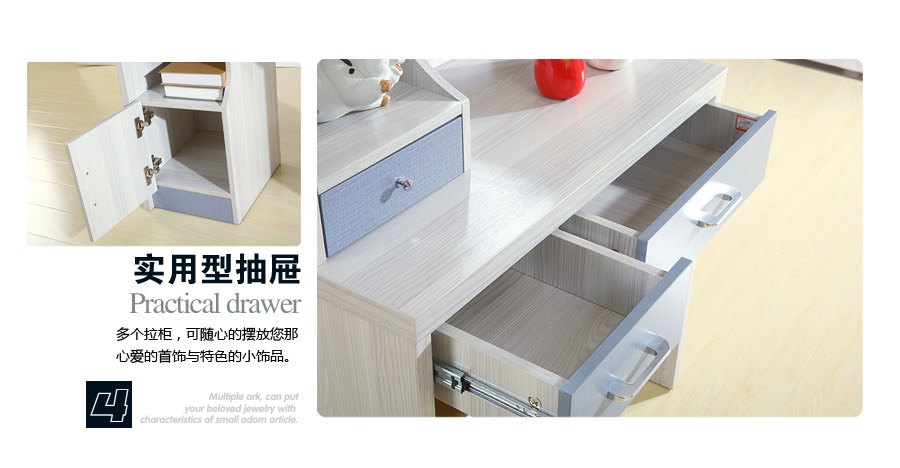 实用型抽屉
Practical drawer
多个拉柜，可随心的摆放您那
心爱的首饰与特色的小饰品。
4
Multiple ark, can put
your beloved jewelry with
characteristics of small adorn article.